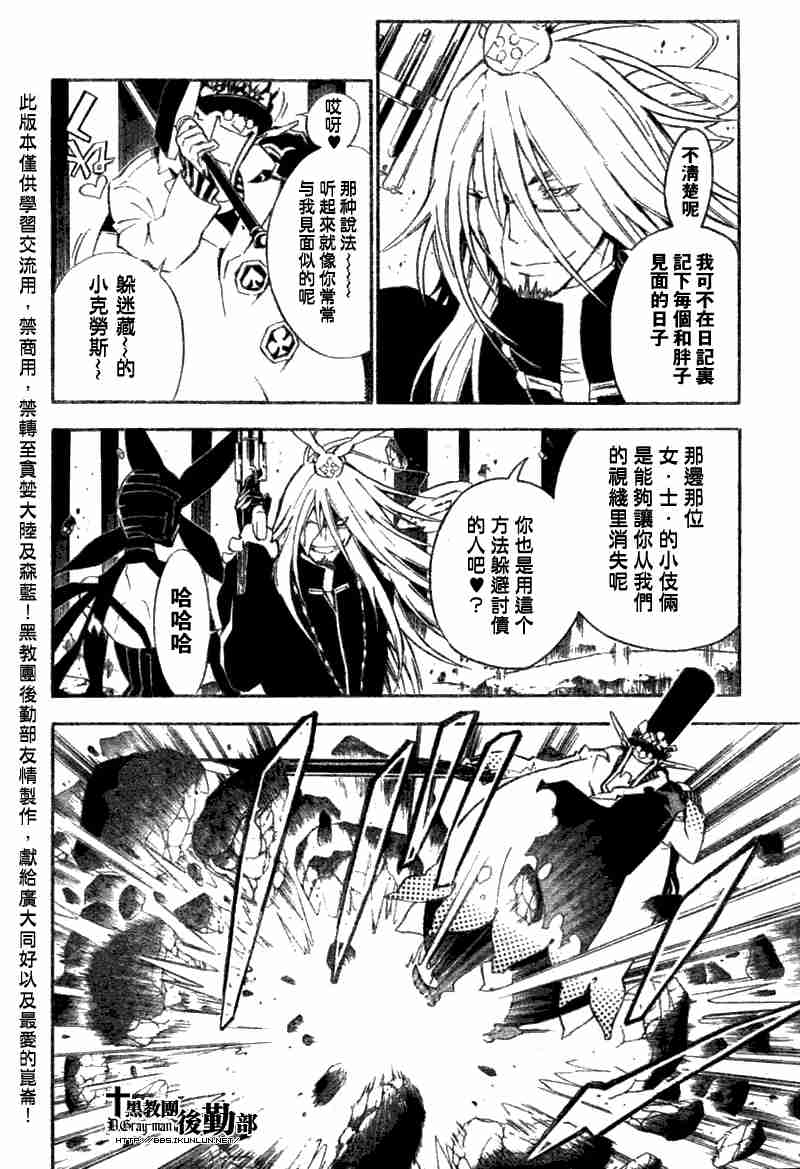 不清楚呢
我可不在日記裏
記下每個和胖子
見面的日子
哎呀♥
那种說法~~~~
听起來就像你常常
与我見面似的呢
躲迷藏~~的
小克勞斯~~
那邊那位
女·士·的小伎倆
是能夠讓你从我們
的視綫里消失呢
你也是用這个
方法躲避討債
的人吧♥?
哈哈哈
此版本僅供學習交流用，禁商用，禁轉至貪婪大陸及森藍！黑教團後勤部友情製作，獻給廣大同好以及最愛的崑崙！
黑教團
D.Gray-man
後勤部
HTTP://BBS.IKUNLUN.NET/